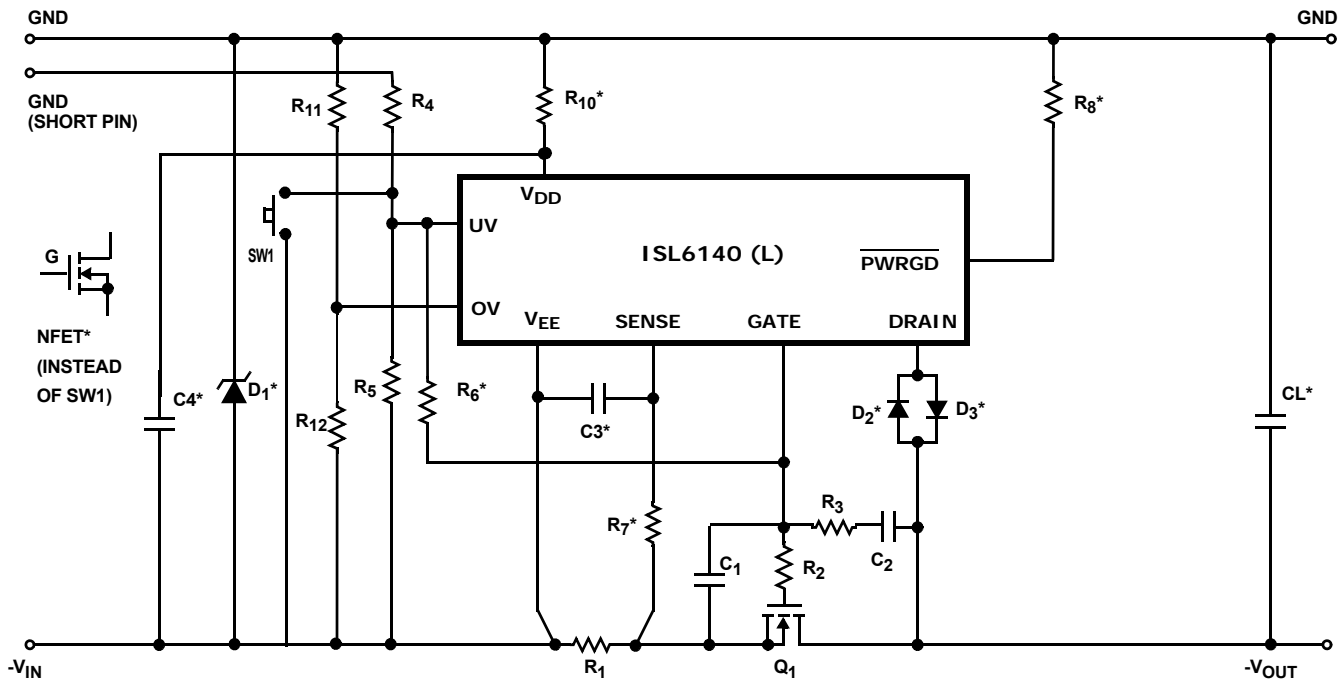 GND
GND
GND
(SHORT PIN)
R11
R4
R10*
R8*
VDD
UV
ISL6140 (L)
PWRGD
G
SW1
OV
VEE
SENSE
GATE
DRAIN
NFET*
(INSTEAD
OF SW1)
C4*
D1*
R5
R6*
R12
C3*
D2*
D3*
CL*
R7*
R3
C1
R2
C2
-VIN
R1
Q1
-VOUT